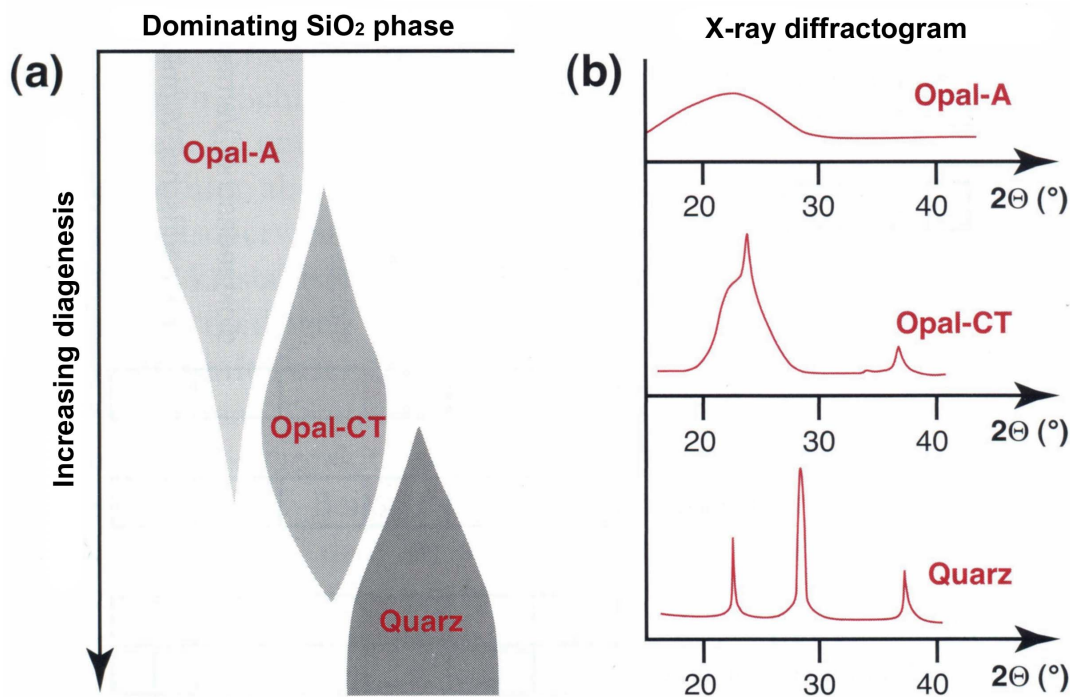 Dominating SiO₂ phase
(a)
Increasing diagenesis
Opal-A
Opal-CT
Quarz
X-ray diffractogram
(b)
Opal-A
20 30 40 2Θ (°)
Opal-CT
20 30 40 2Θ (°)
Quarz
20 30 40 2Θ (°)